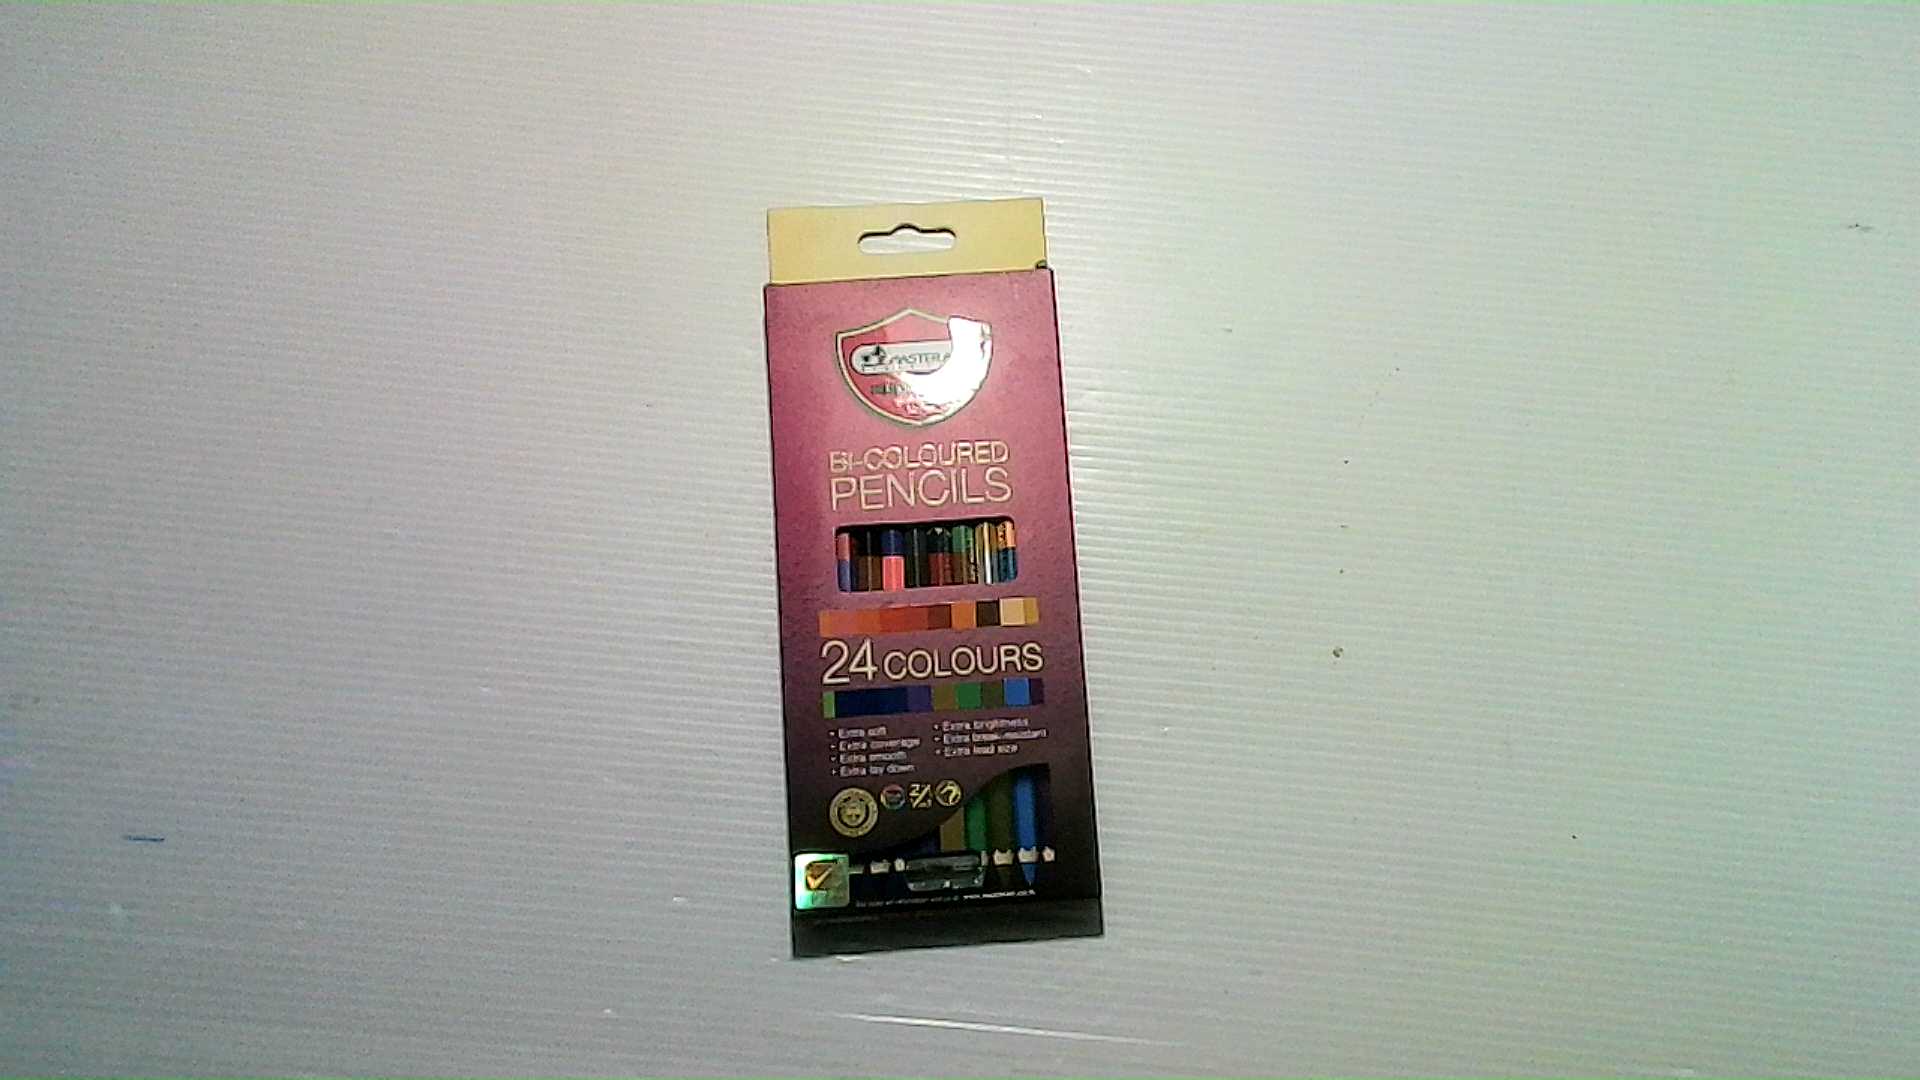 BI-COLOURED
PENCILS
24 COLOURS
• Extra soft
• Extra coverage
• Extra smooth
• Extra lay down
• Extra brightness
• Extra break-resistant
• Extra lead size